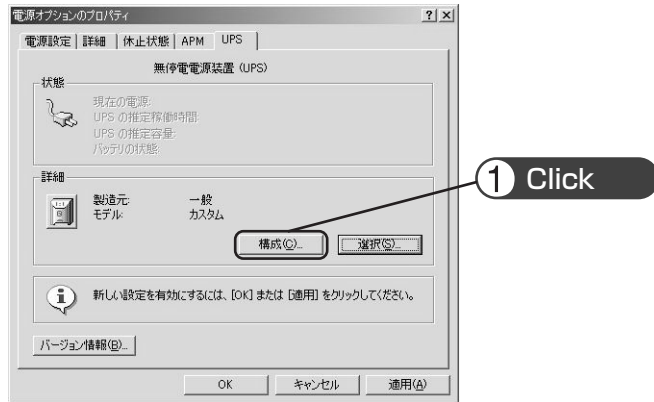 電源オプションのプロパティ
? ×
電源設定 詳細 休止状態 APM UPS
無停電電源装置 (UPS)
状態
現在の電源:
UPS の推定稼働時間:
UPS の推定容量:
バッテリの状態:
詳細
製造元: 一般
モデル: カスタム
構成(C)... 選択(S)...
① Click
新しい設定を有効にするには、[OK] または [適用] をクリックしてください。
バージョン情報(B)...
OK キャンセル 適用(A)